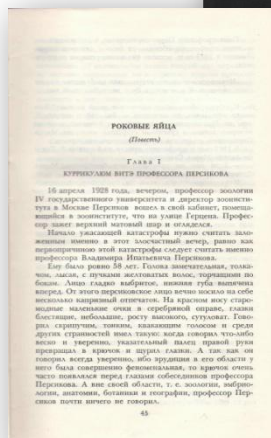 РОКОВЫЕ ЯЙЦА
(Повесть)
Глава I
КУРРИКУЛЮМ ВИТЭ ПРОФЕССОРА ПЕРСИКОВА
16 апреля 1928 года, вечером, профессор зоологии
IV государственного университета и директор зооинсти-
тута в Москве Персиков вошел в свой кабинет, помеща-
ющийся в зооинституте, что на улице Герцена. Профес-
сор зажег верхний матовый шар и огляделся.
Начало ужасающей катастрофы нужно считать зало-
женным именно в этот злосчастный вечер, равно как
первопричиною этой катастрофы следует считать именно
профессора Владимира Ипатьевича Персикова.
Ему было ровно 58 лет. Голова замечательная, толка-
чом, лысая, с пучками желтоватых волос, торчащими по
бокам. Лицо гладко выбритое, нижняя губа выпячена
вперед. От этого персиковское лицо вечно носило на себе
несколько капризный отпечаток. На красном носу старо-
модные маленькие очки в серебряной оправе, глазки
блестящие, небольшие, росту высокого, сутуловат. Гово-
рил скрипучим, тонким, квакающим голосом и среди
других странностей имел такую: когда говорил что-либо
веско и уверенно, указательный палец правой руки
превращал в крючок и щурил глазки. А так как он
говорил всегда уверенно, ибо эрудиция в его области у
него была совершенно феноменальная, то крючок очень
часто появлялся перед глазами собеседников профессора
Персикова. А вне своей области, т. е. зоологии, эмбрио-
логии, анатомии, ботаники и географии, профессор Пер-
сиков почти ничего не говорил.
45